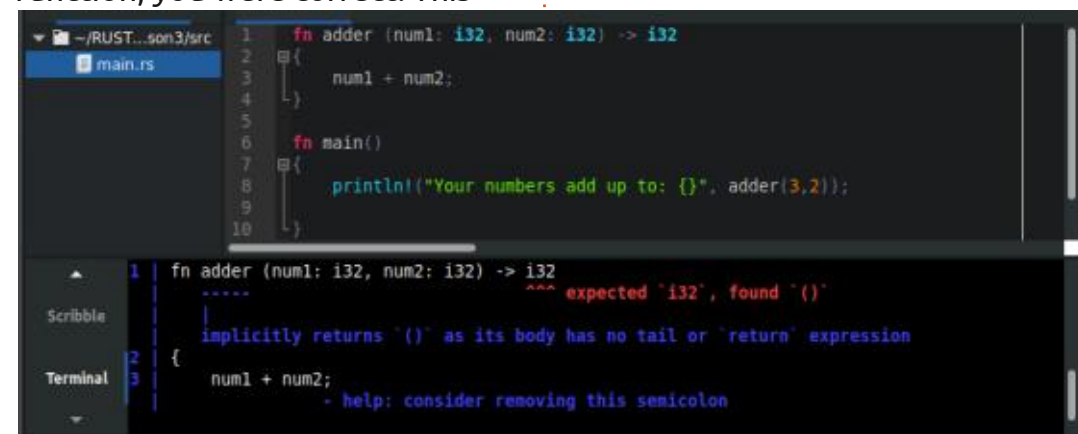 ▼ ~/RUST...son3/src
main.rs
1 fn adder (num1: i32, num2: i32) -> i32
2 {
3 num1 + num2;
4 }
5
6 fn main()
7 {
8 println!("Your numbers add up to: {}", adder(3,2));
9
10 }
Scribble
Terminal
1 | fn adder (num1: i32, num2: i32) -> i32
| ----- ^^^ expected `i32`, found `()`
| |
| implicitly returns `()` as its body has no tail or `return` expression
2 | {
3 | num1 + num2;
| - help: consider removing this semicolon